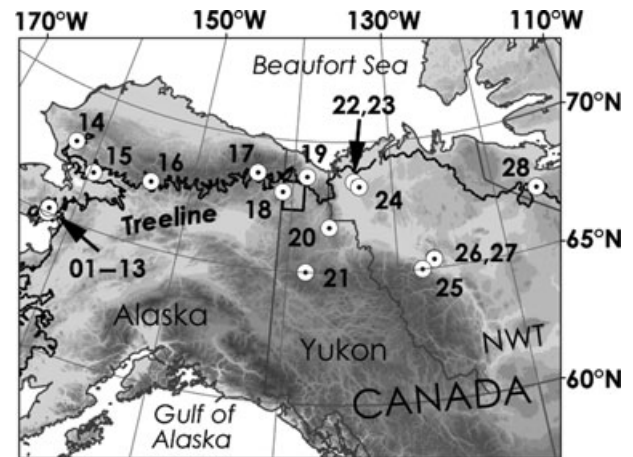 170°W 150°W 130°W 110°W
Beaufort Sea
70°N
22,23
14
15
16
17
19
24
28
18
Treeline
20
65°N
01–13
26,27
21
25
Alaska
Yukon
NWT
60°N
CANADA
Gulf of
Alaska